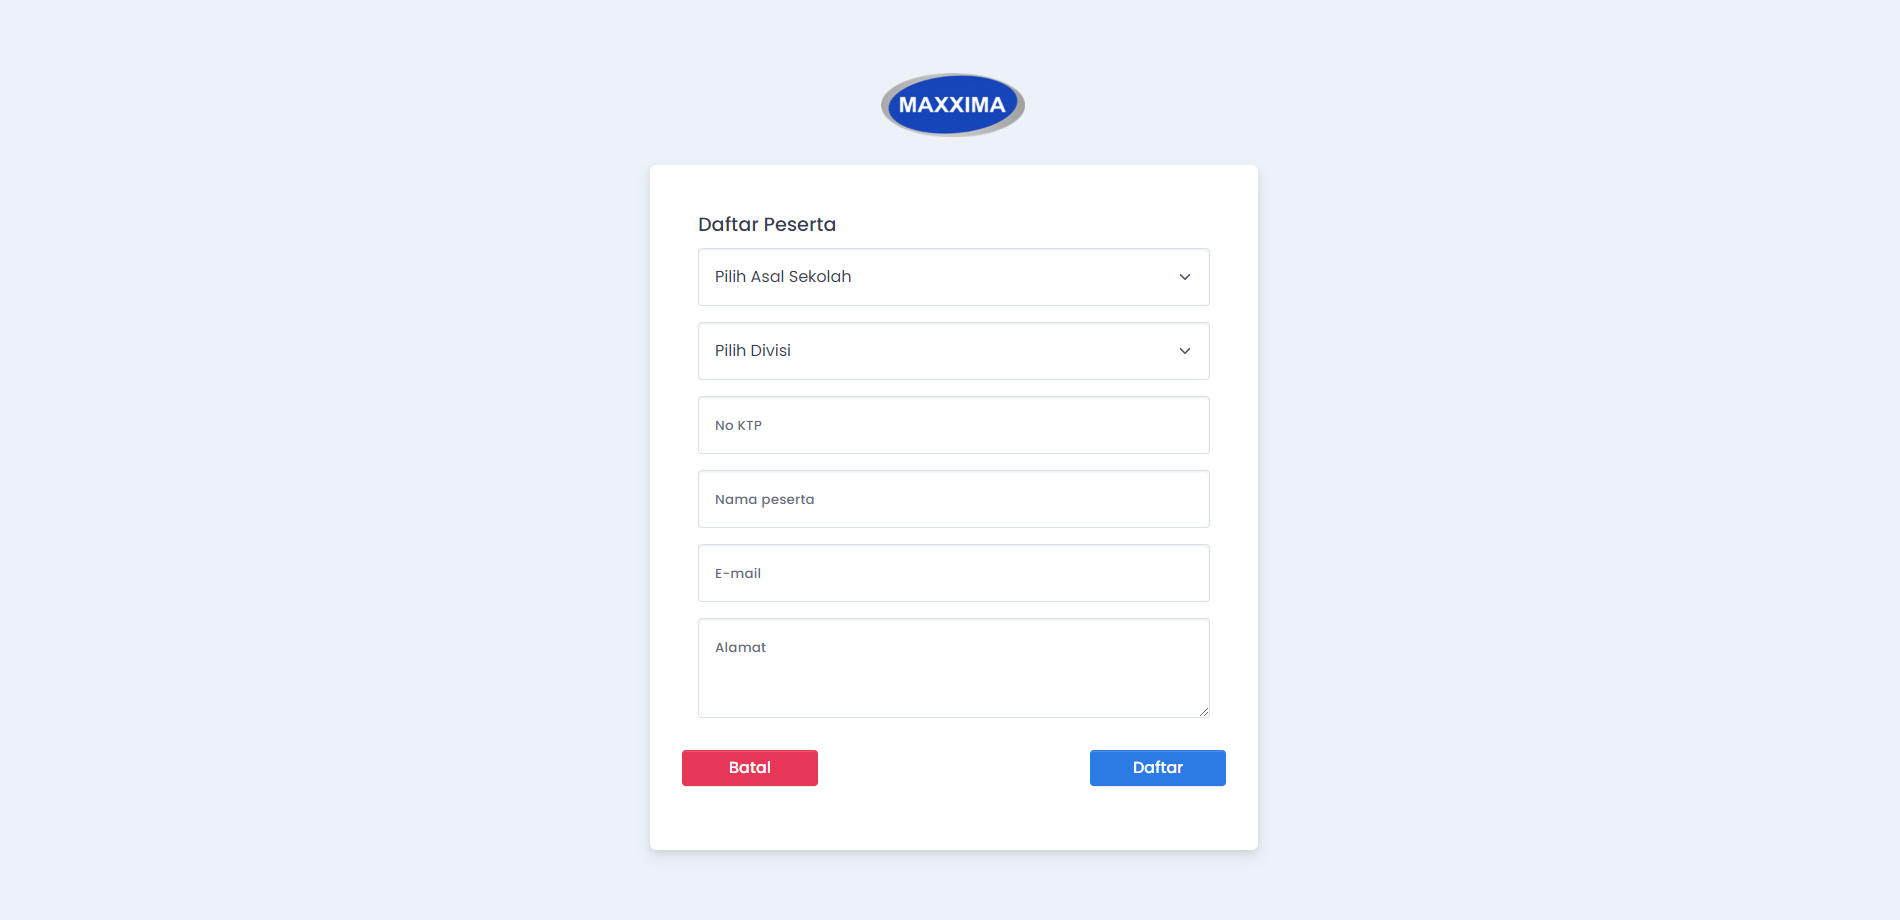 MAXXIMA
Daftar Peserta
Pilih Asal Sekolah
Pilih Divisi
No KTP
Nama peserta
E-mail
Alamat
Batal
Daftar